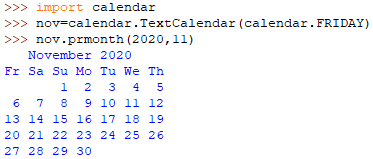 >>> import calendar
>>> nov=calendar.TextCalendar(calendar.FRIDAY)
>>> nov.prmonth(2020,11)
   November 2020
Fr Sa Su Mo Tu We Th
       1  2  3  4  5
 6  7  8  9 10 11 12
13 14 15 16 17 18 19
20 21 22 23 24 25 26
27 28 29 30